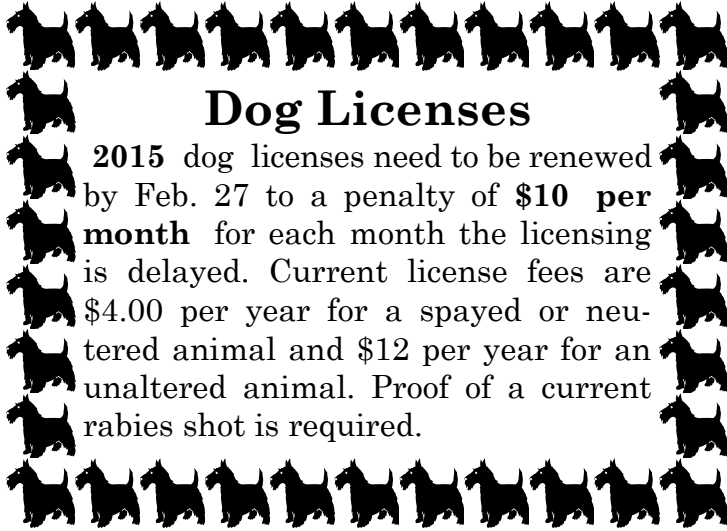 Dog Licenses
2015 dog licenses need to be renewed
by Feb. 27 to a penalty of $10 per
month for each month the licensing
is delayed. Current license fees are
$4.00 per year for a spayed or neu-
tered animal and $12 per year for an
unaltered animal. Proof of a current
rabies shot is required.